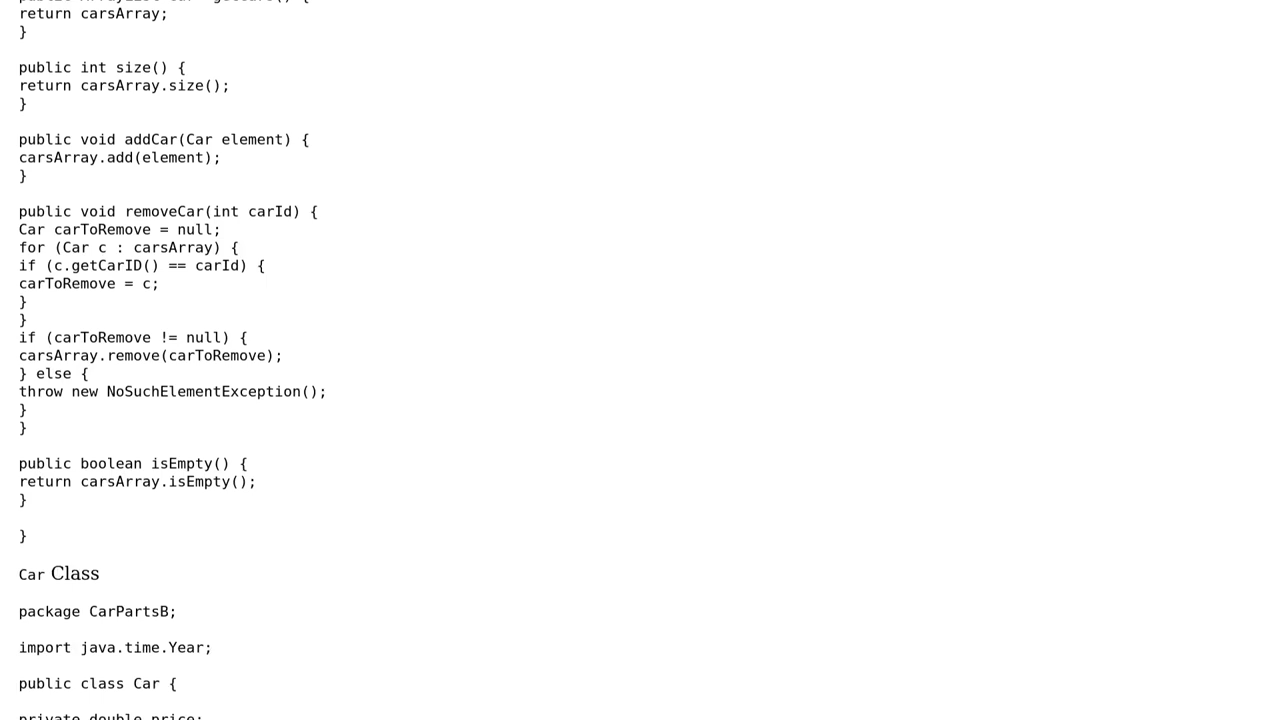 return carsArray;
}
public int size() {
return carsArray.size();
}
public void addCar(Car element) {
carsArray.add(element);
}
public void removeCar(int carId) {
Car carToRemove = null;
for (Car c : carsArray) {
if (c.getCarID() == carId) {
carToRemove = c;
}
}
if (carToRemove != null) {
carsArray.remove(carToRemove);
} else {
throw new NoSuchElementException();
}
}
public boolean isEmpty() {
return carsArray.isEmpty();
}
}
Car Class
package CarPartsB;
import java.time.Year;
public class Car {
private double price;